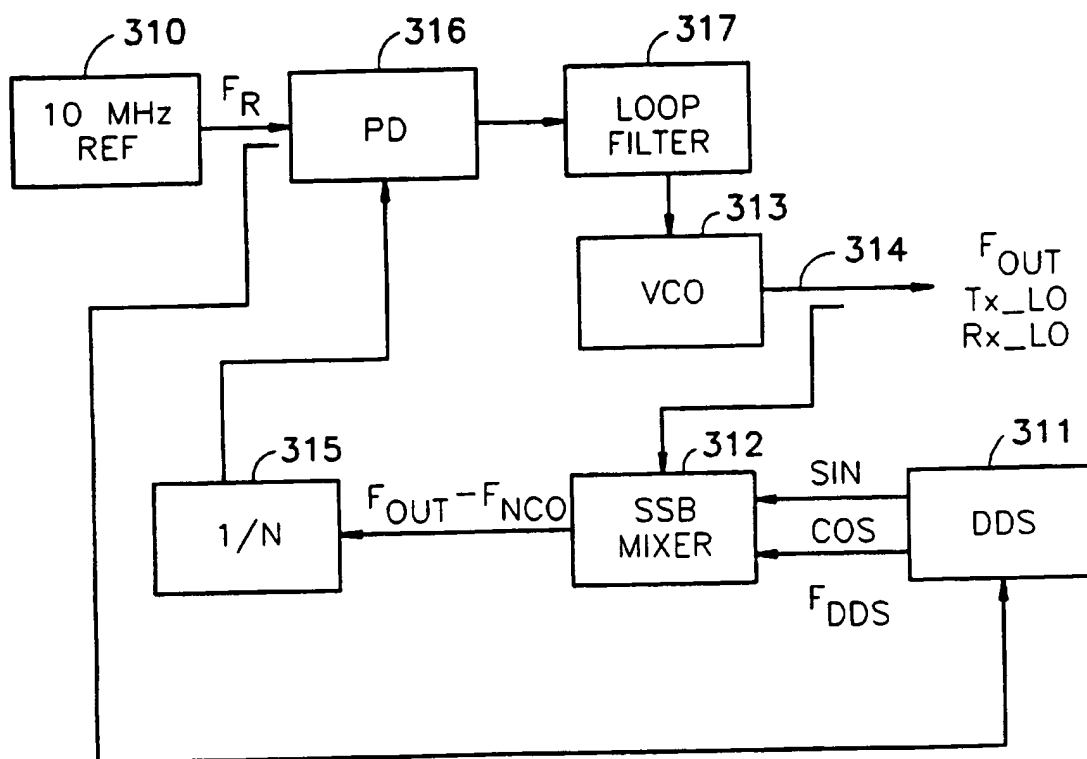 310
316
317
10 MHz
REF
F_R
PD
LOOP
FILTER
313
VCO
314
F_OUT
Tx_LO
Rx_LO
315
1/N
F_OUT-F_NCO
312
SSB
MIXER
SIN
COS
F_DDS
311
DDS